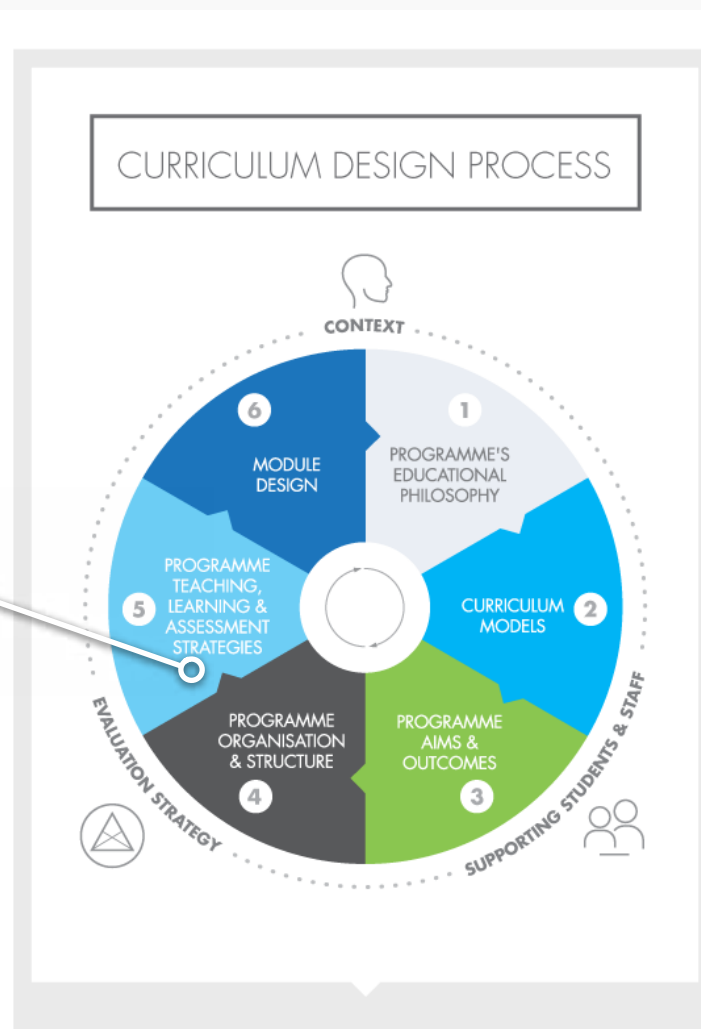 CURRICULUM DESIGN PROCESS
CONTEXT
1
PROGRAMME'S
EDUCATIONAL
PHILOSOPHY
CURRICULUM
MODELS
2
PROGRAMME
AIMS &
OUTCOMES
3
PROGRAMME
ORGANISATION
& STRUCTURE
4
5
PROGRAMME
TEACHING,
LEARNING &
ASSESSMENT
STRATEGIES
6
MODULE
DESIGN
SUPPORTING STUDENTS & STAFF
EVALUATION STRATEGY